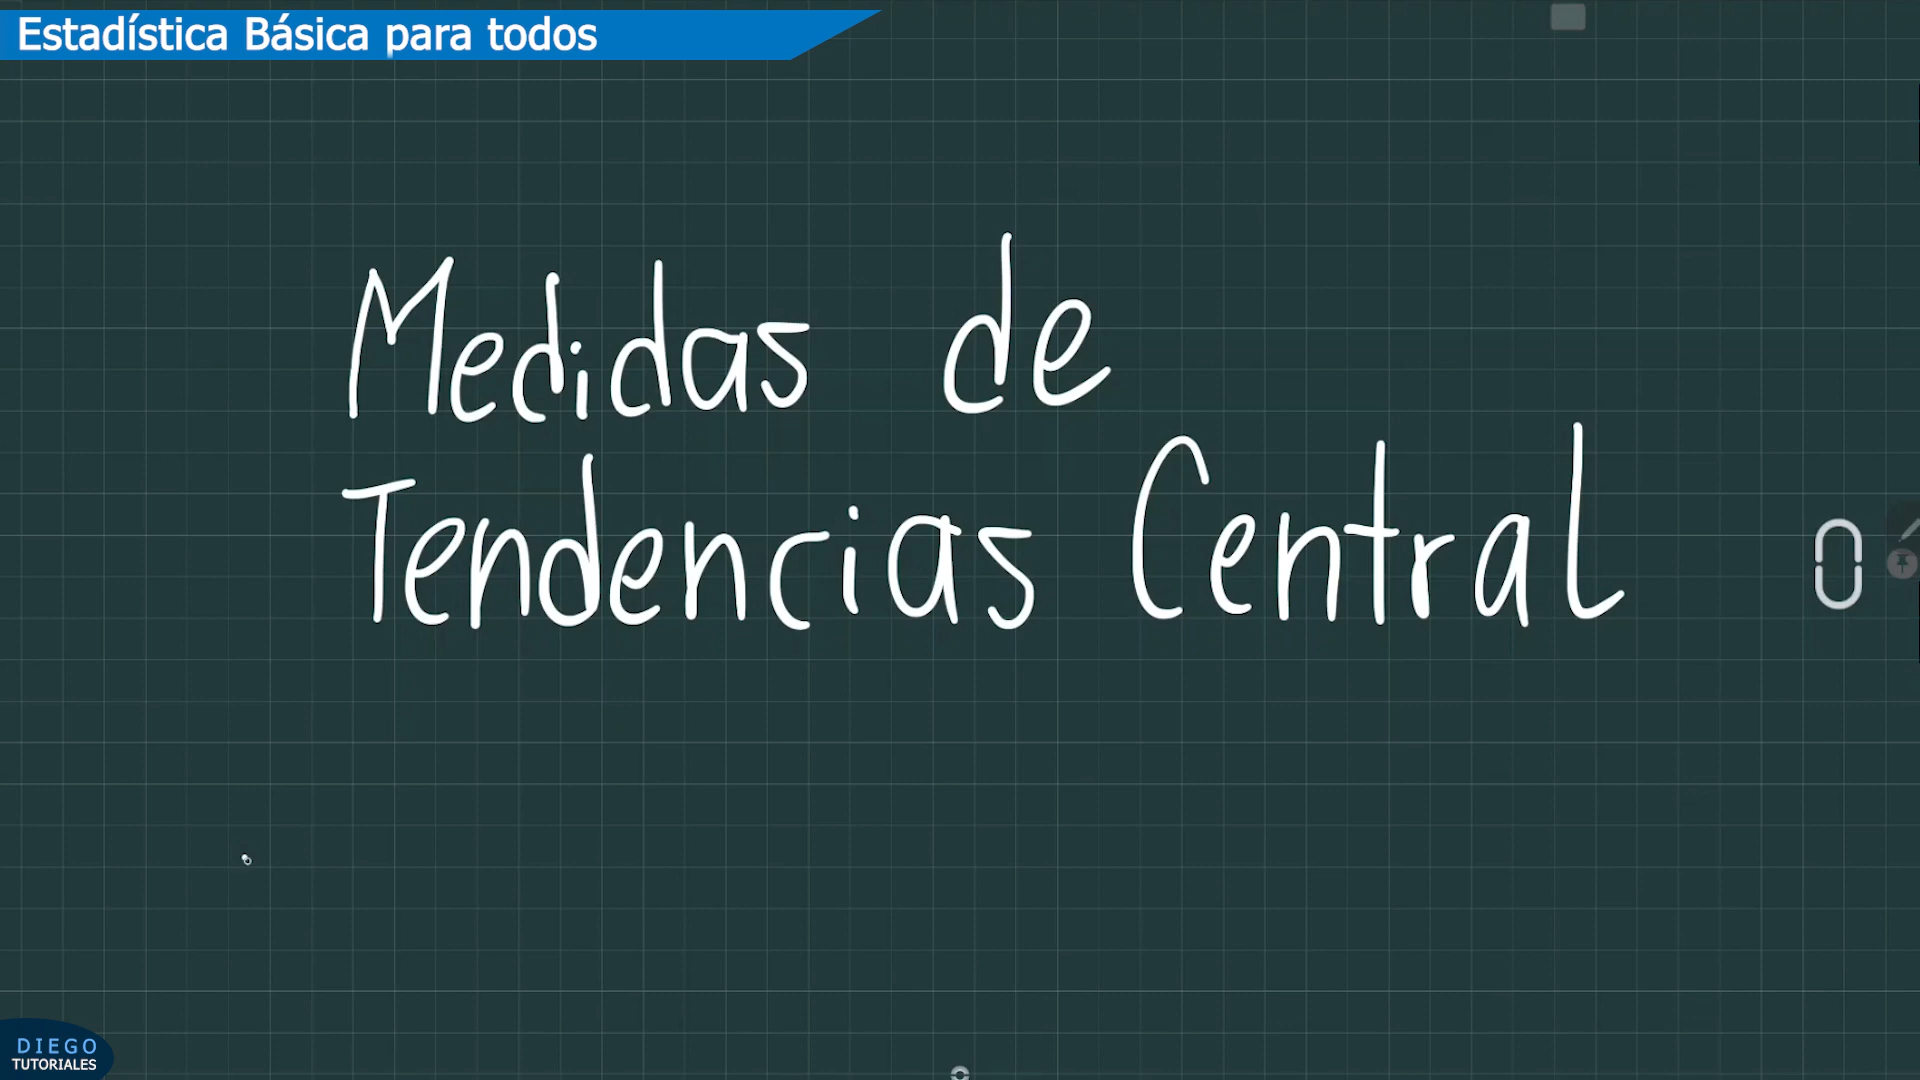 Estadística Básica para todos
Medidas de
Tendencias Central
DIEGO
TUTORIALES